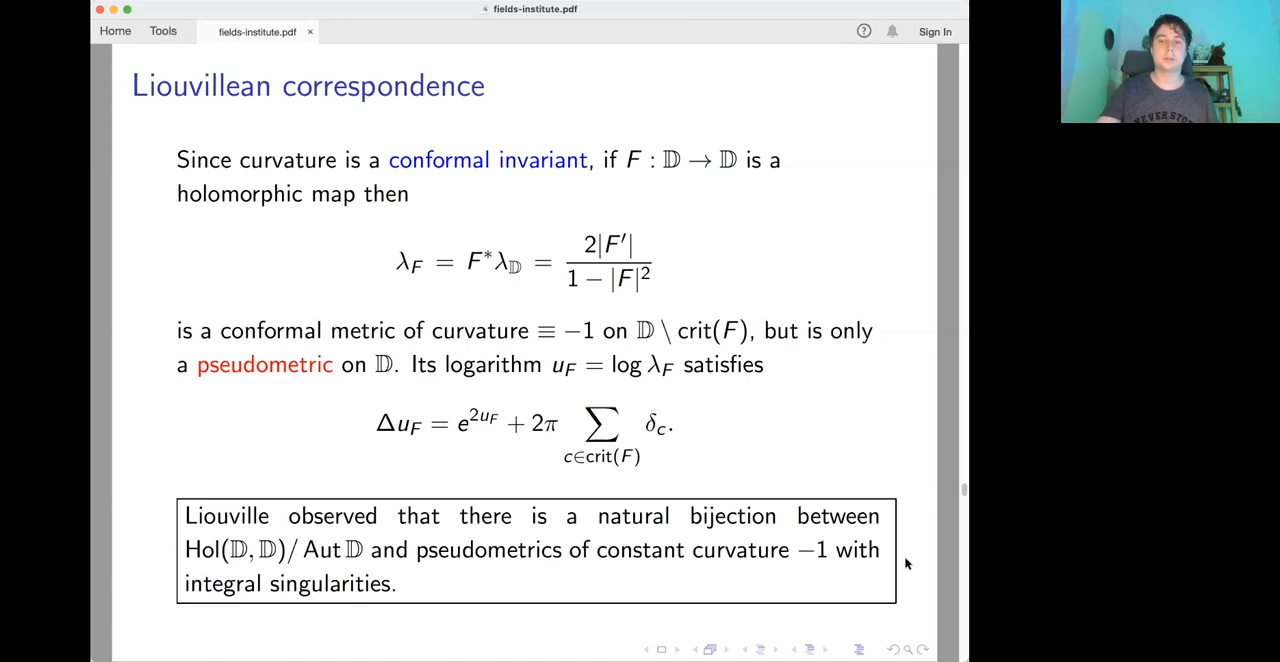 fields-institute.pdf
Home Tools fields-institute.pdf × ? Sign In
Liouvillean correspondence
Since curvature is a conformal invariant, if F : 𝔻 → 𝔻 is a
holomorphic map then
λ_F = F*λ_𝔻 = 2|F′| / (1 − |F|²)
is a conformal metric of curvature ≡ −1 on 𝔻 \ crit(F), but is only
a pseudometric on 𝔻. Its logarithm u_F = log λ_F satisfies
Δu_F = e^{2u_F} + 2π ∑_{c∈crit(F)} δ_c.
Liouville observed that there is a natural bijection between
Hol(𝔻, 𝔻)/ Aut 𝔻 and pseudometrics of constant curvature −1 with
integral singularities.
NEVER STO